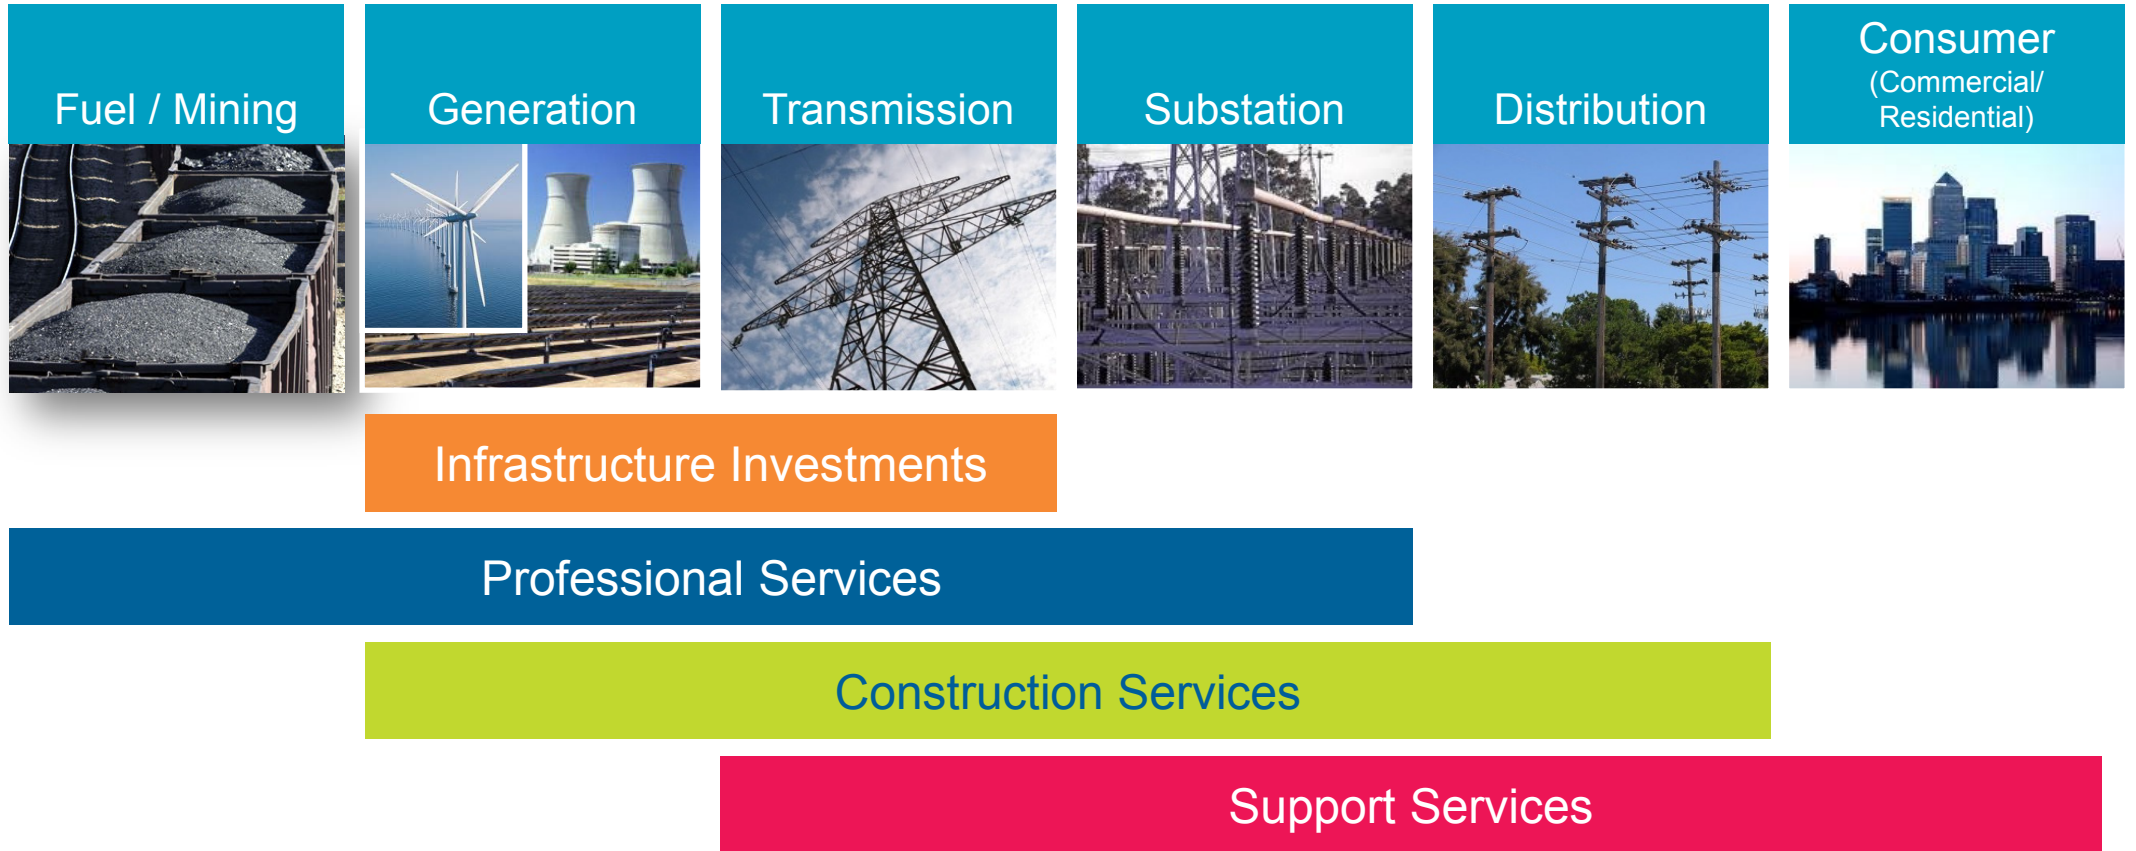 Fuel / Mining
Generation
Transmission
Substation
Distribution
Consumer
(Commercial/
Residential)
Infrastructure Investments
Professional Services
Construction Services
Support Services